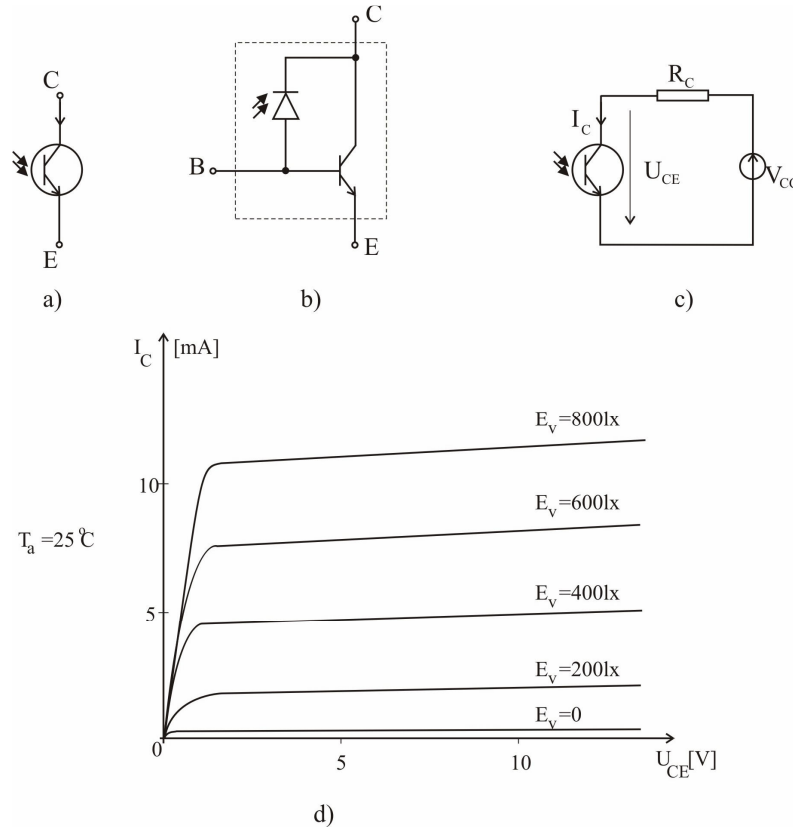 C
E
a)
C
B
E
b)
R_C
I_C
U_CE
V_CC
c)
I_C [mA]
E_v=800lx
10
E_v=600lx
T_a =25 °C
E_v=400lx
5
E_v=200lx
E_v=0
0
5
10
U_CE[V]
d)